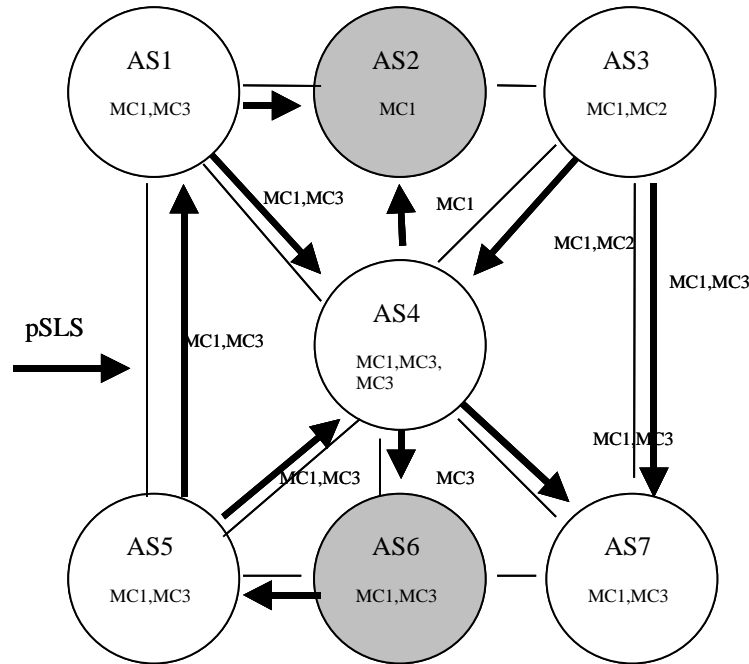 AS1
AS2
AS3
MC1,MC3
MC1
MC1,MC2
MC1,MC3
MC1
MC1,MC2
MC1,MC3
AS4
pSLS
MC1,MC3
MC1,MC3,
MC3
MC1,MC3
MC1,MC3
MC3
AS5
AS6
AS7
MC1,MC3
MC1,MC3
MC1,MC3